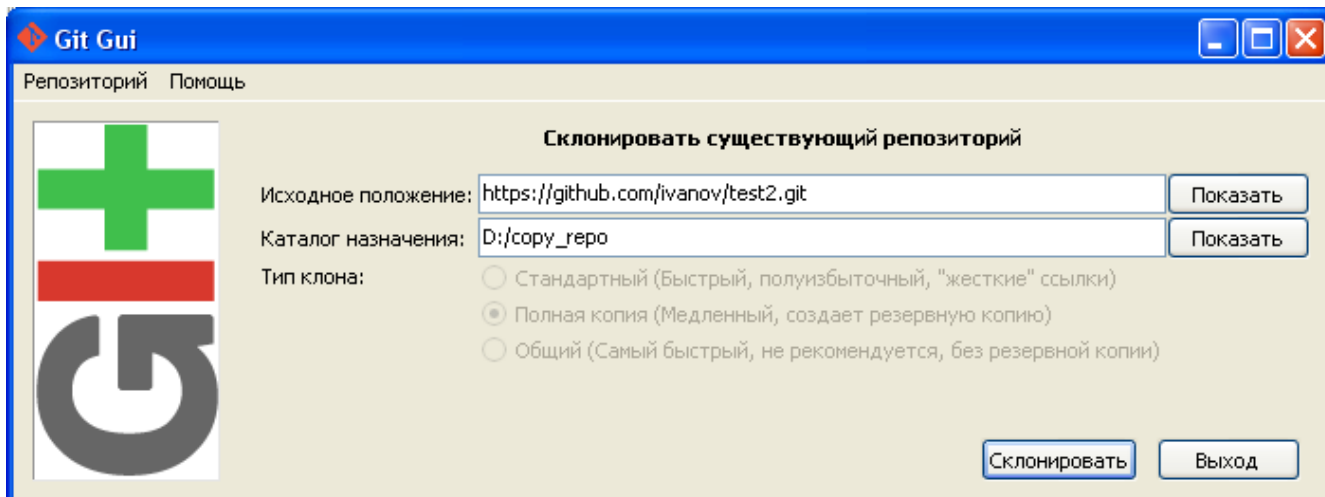 Git Gui
Репозиторий Помощь
Склонировать существующий репозиторий
Исходное положение: https://github.com/ivanov/test2.git Показать
Каталог назначения: D:/copy_repo Показать
Тип клона: Стандартный (Быстрый, полуизбыточный, "жесткие" ссылки)
Полная копия (Медленный, создает резервную копию)
Общий (Самый быстрый, не рекомендуется, без резервной копии)
Склонировать Выход